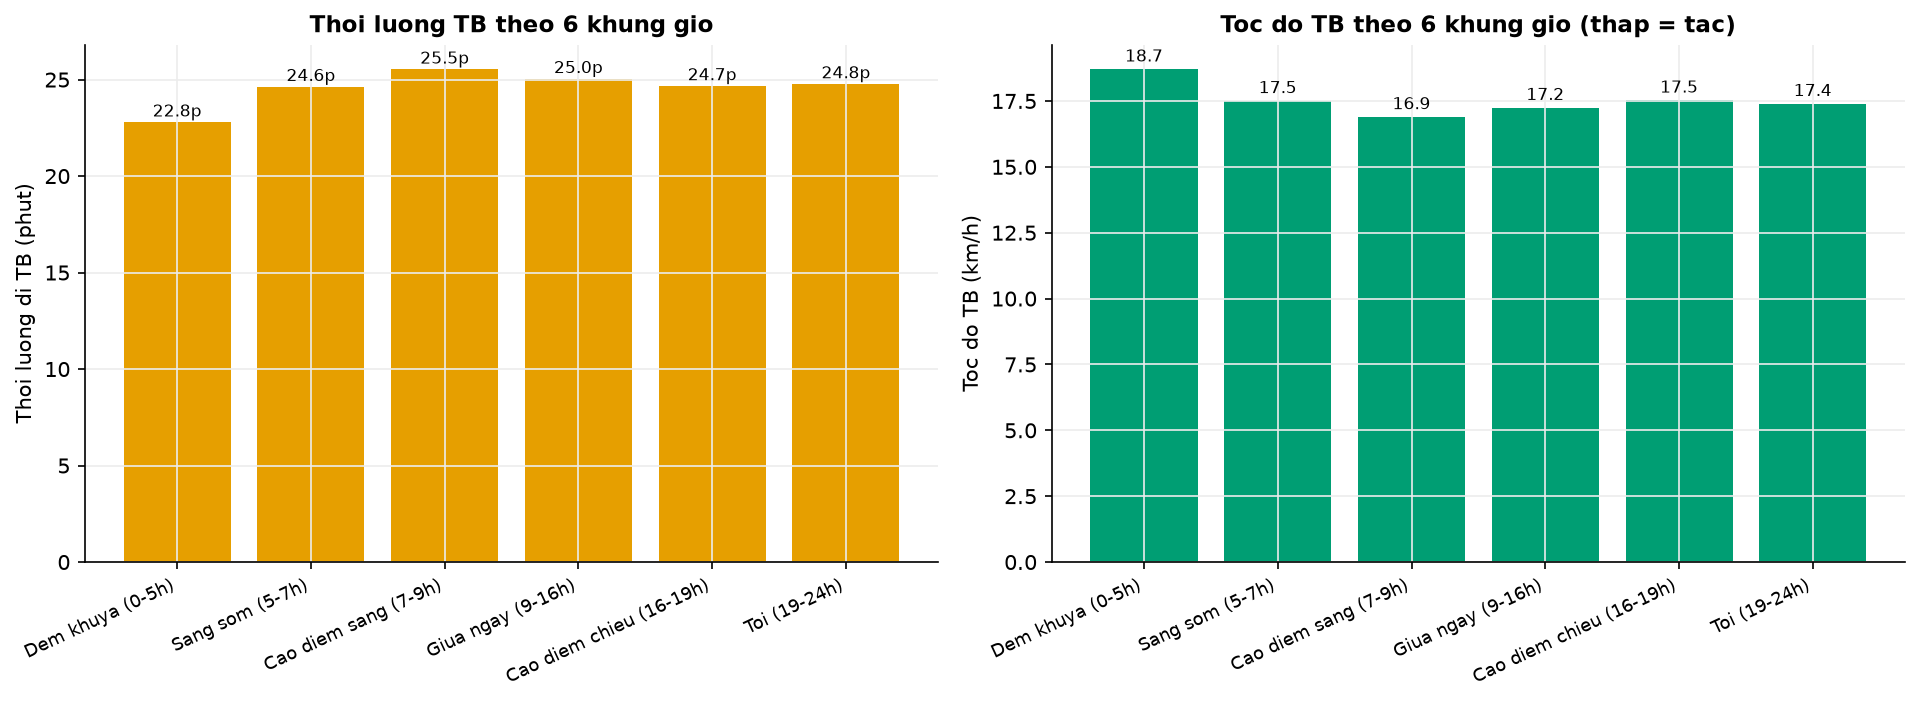 Thoi luong TB theo 6 khung gio
Thoi luong di TB (phut)
25
20
15
10
5
0
22.8p
24.6p
25.5p
25.0p
24.7p
24.8p
Dem khuya (0-5h)
Sang som (5-7h)
Cao diem sang (7-9h)
Giua ngay (9-16h)
Cao diem chieu (16-19h)
Toi (19-24h)
Toc do TB theo 6 khung gio (thap = tac)
Toc do TB (km/h)
17.5
15.0
12.5
10.0
7.5
5.0
2.5
0.0
18.7
17.5
16.9
17.2
17.5
17.4
Dem khuya (0-5h)
Sang som (5-7h)
Cao diem sang (7-9h)
Giua ngay (9-16h)
Cao diem chieu (16-19h)
Toi (19-24h)